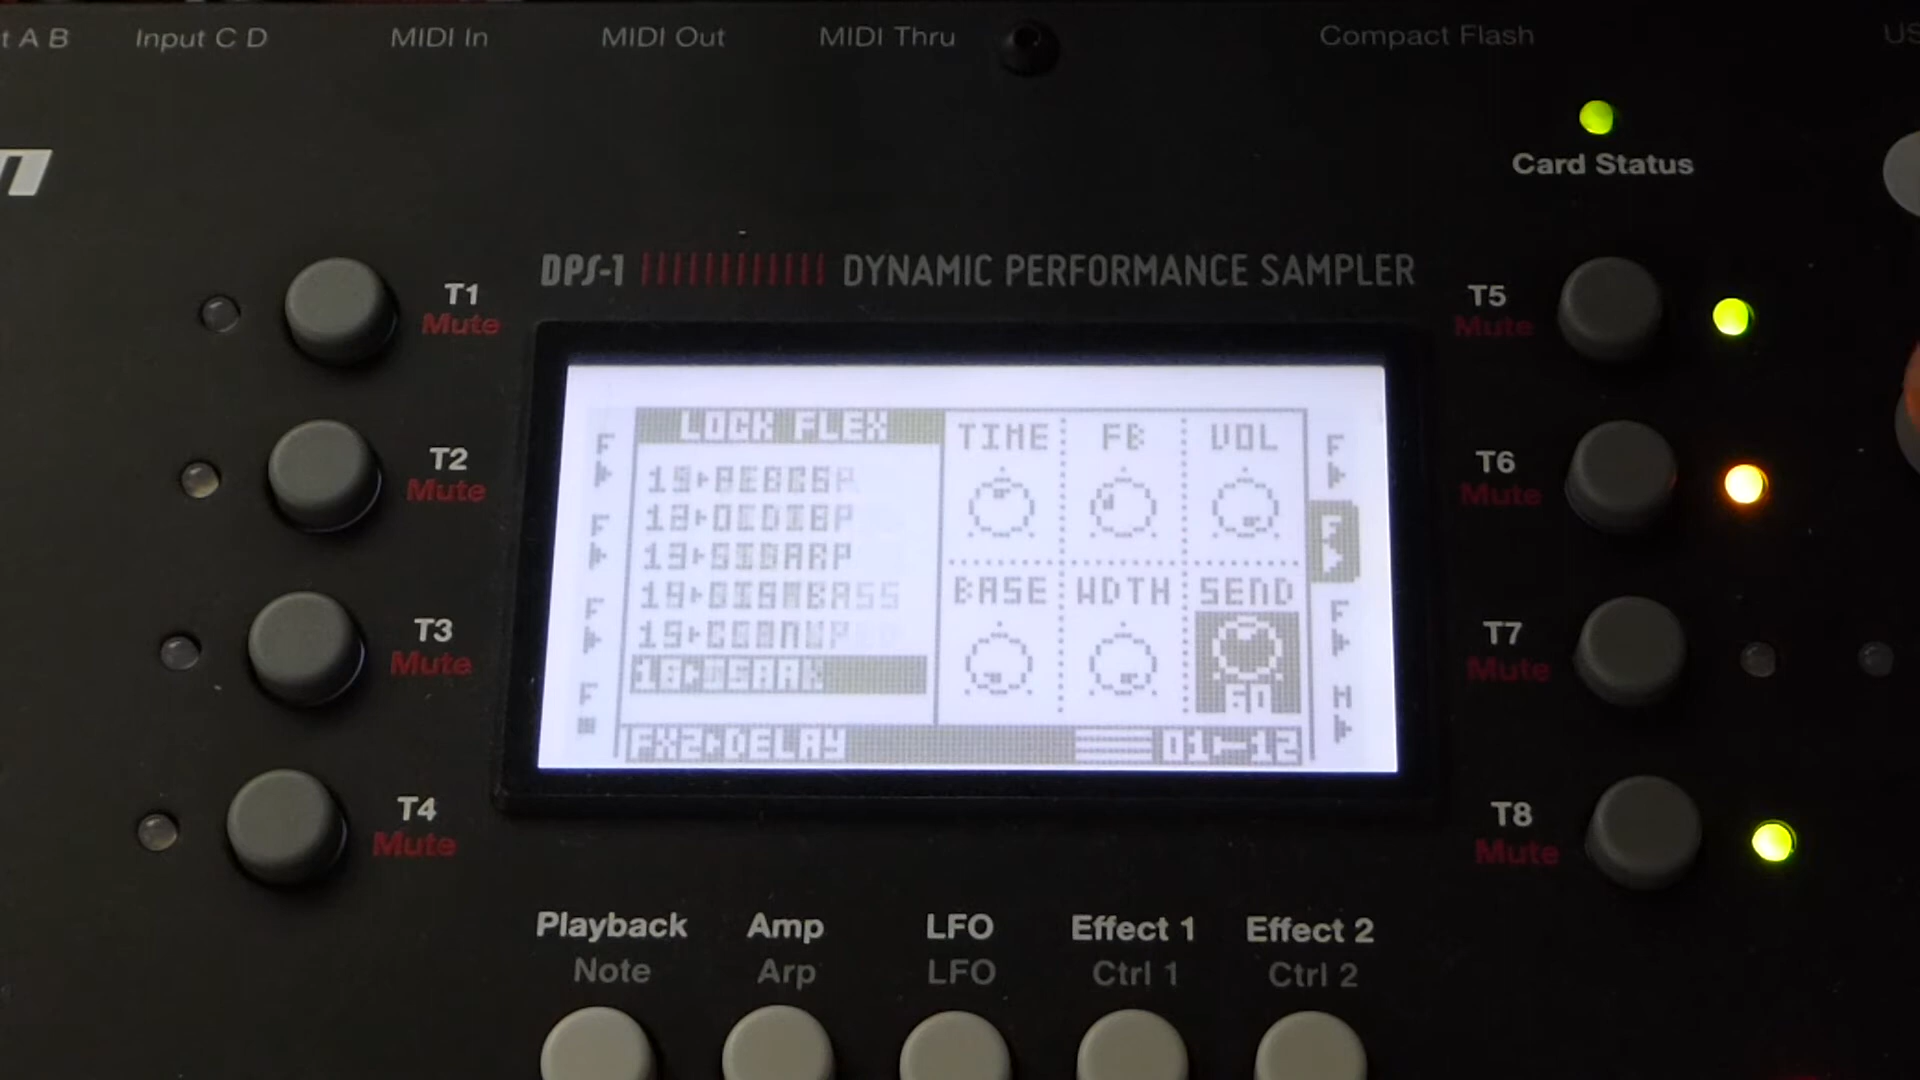 Input C D
MIDI In
MIDI Out
MIDI Thru
Compact Flash
Card Status
DPS-1 DYNAMIC PERFORMANCE SAMPLER
T1
Mute
T2
Mute
T3
Mute
T4
Mute
T5
Mute
T6
Mute
T7
Mute
T8
Mute
LOCK FLEX
TIME FB VOL
BASE WDTH SEND
FX2 DELAY
Playback Amp LFO Effect 1 Effect 2
Note Arp LFO Ctrl 1 Ctrl 2